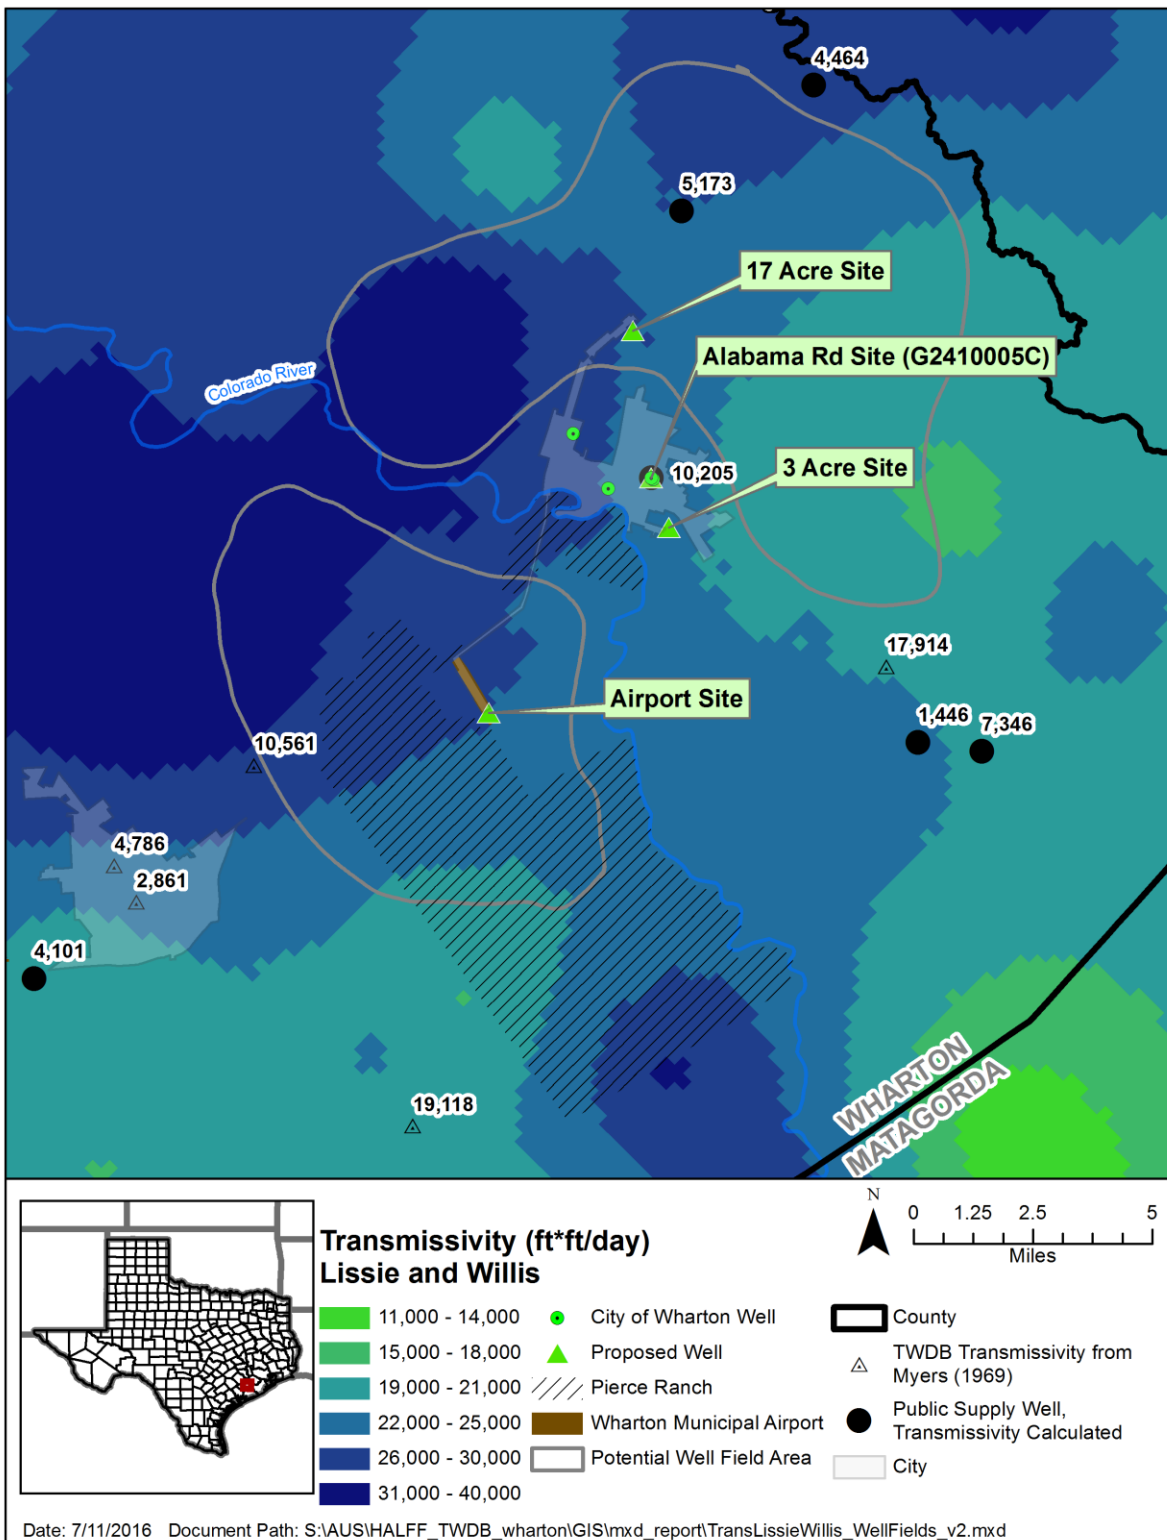 4,464
5,173
17 Acre Site
Alabama Rd Site (G2410005C)
Colorado River
10,205
3 Acre Site
17,914
Airport Site
1,446
7,346
10,561
4,786
2,861
4,101
19,118
WHARTON
MATAGORDA
N
0 1.25 2.5 5
Miles
Transmissivity (ft*ft/day)
Lissie and Willis
11,000 - 14,000
15,000 - 18,000
19,000 - 21,000
22,000 - 25,000
26,000 - 30,000
31,000 - 40,000
City of Wharton Well
Proposed Well
Pierce Ranch
Wharton Municipal Airport
Potential Well Field Area
County
TWDB Transmissivity from
Myers (1969)
Public Supply Well,
Transmissivity Calculated
City
Date: 7/11/2016 Document Path: S:\AUS\HALFF_TWDB_wharton\GIS\mxd_report\TransLissieWillis_WellFields_v2.mxd